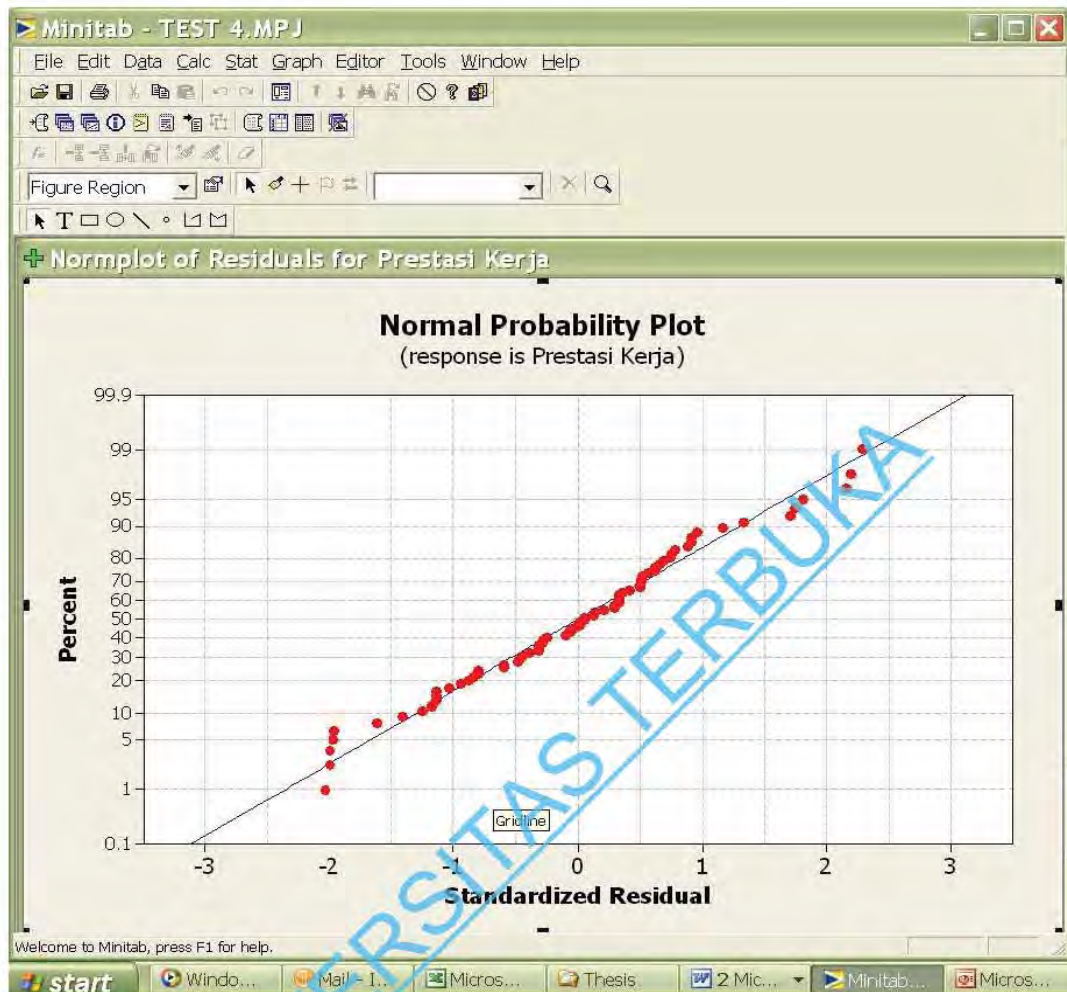 Minitab - TEST 4.MPJ
File Edit Data Calc Stat Graph Editor Tools Window Help
Figure Region
Normplot of Residuals for Prestasi Kerja
Normal Probability Plot
(response is Prestasi Kerja)
99.9
99
95
90
80
70
60
50
40
30
20
10
5
1
0.1
Percent
Gridline
-3 -2 -1 0 1 2 3
Standardized Residual
ERSITAS TERBUKA
Welcome to Minitab, press F1 for help.
start Windo... Mail - I... Micros... Thesis 2 Mic... Minitab... Micros...